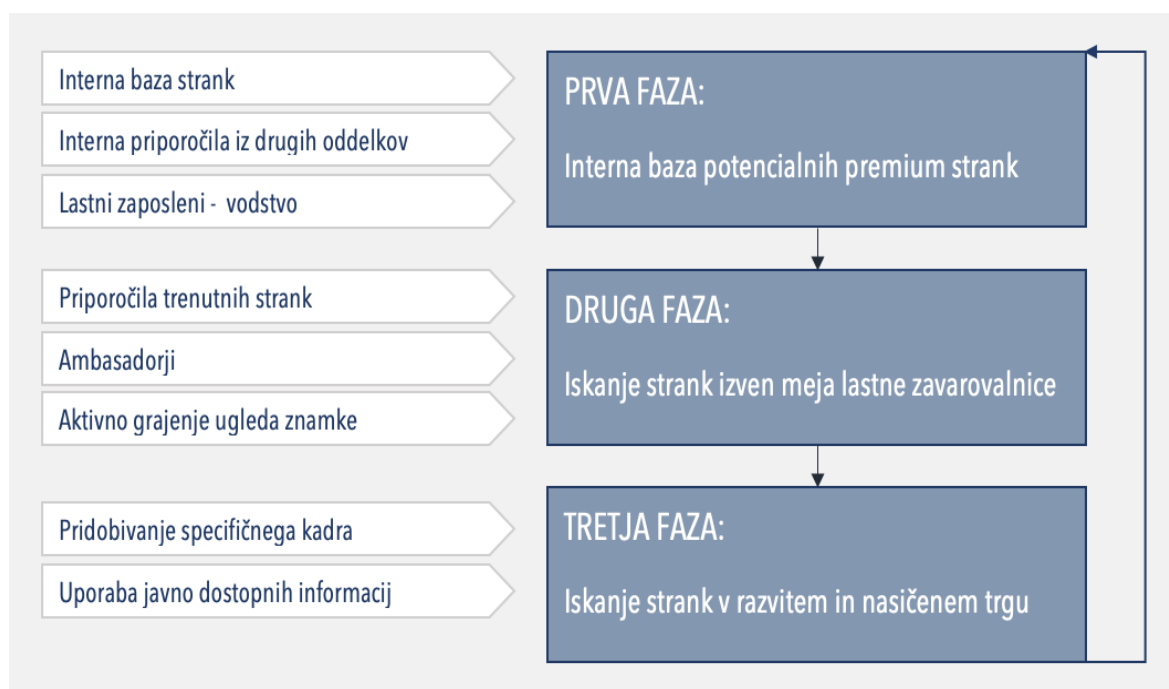 Interna baza strank
Interna priporočila iz drugih oddelkov
Lastni zaposleni - vodstvo
PRVA FAZA:
Interna baza potencialnih premium strank
Priporočila trenutnih strank
Ambasadorji
Aktivno grajenje ugleda znamke
DRUGA FAZA:
Iskanje strank izven meja lastne zavarovalnice
Pridobivanje specifičnega kadra
Uporaba javno dostopnih informacij
TRETJA FAZA:
Iskanje strank v razvitem in nasičenem trgu